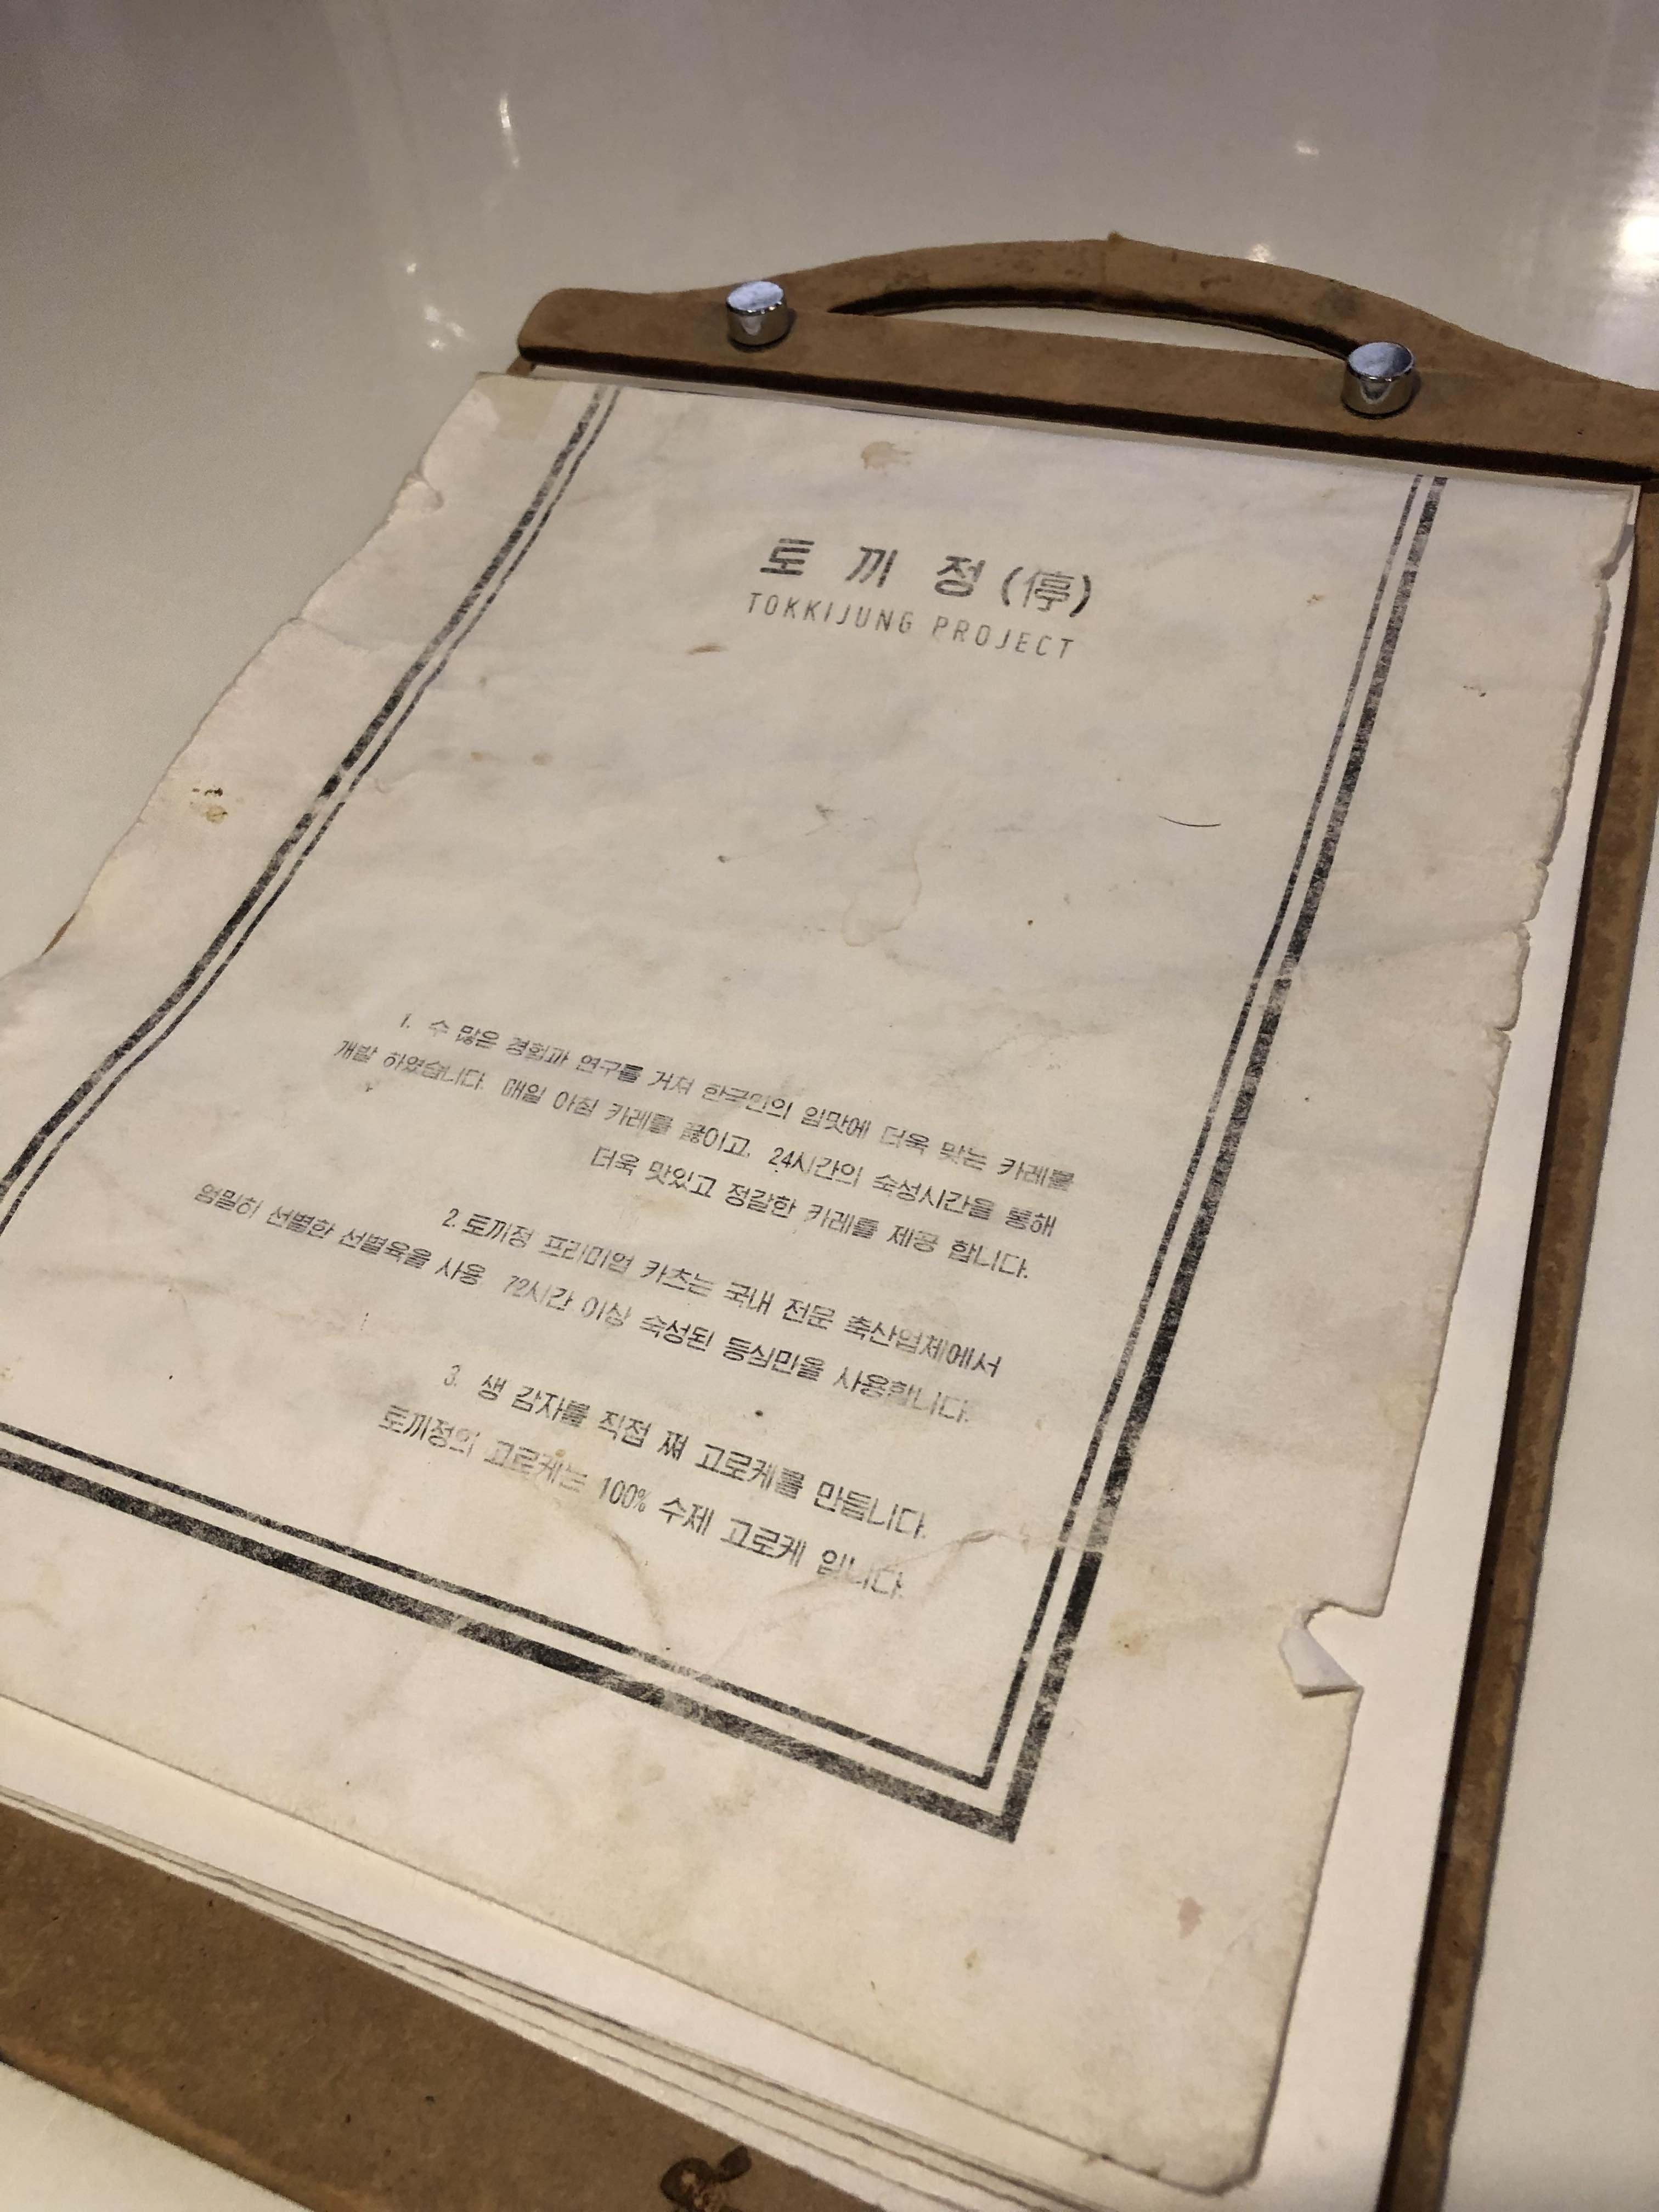 토끼정(停)
TOKKIJUNG PROJECT
1. 수 많은 경험과 연구를 거쳐 한국인의 입맛에 더욱 맞는 카레를
개발 하였습니다. 매일 아침 카레를 끓이고, 24시간의 숙성시간을 통해
더욱 맛있고 정갈한 카레를 제공 합니다.
2. 토끼정 프리미엄 카츠는 국내 전문 축산업체에서
엄밀히 선별한 선별육을 사용 72시간 이상 숙성된 등심만을 사용합니다.
3. 생 감자를 직접 쪄 고로케를 만듭니다.
토끼정의 고로케는 100% 수제 고로케 입니다.